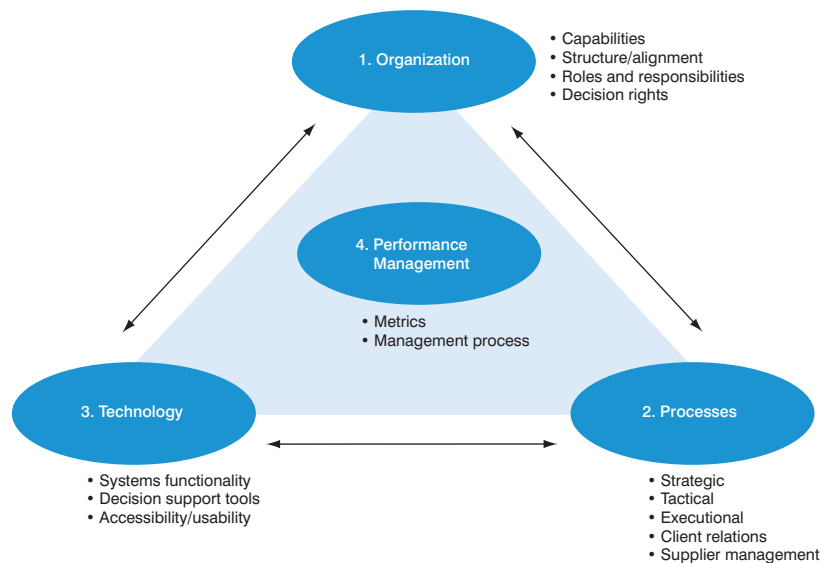 1. Organization
• Capabilities
• Structure/alignment
• Roles and responsibilities
• Decision rights
4. Performance
Management
• Metrics
• Management process
3. Technology
• Systems functionality
• Decision support tools
• Accessibility/usability
2. Processes
• Strategic
• Tactical
• Executional
• Client relations
• Supplier management